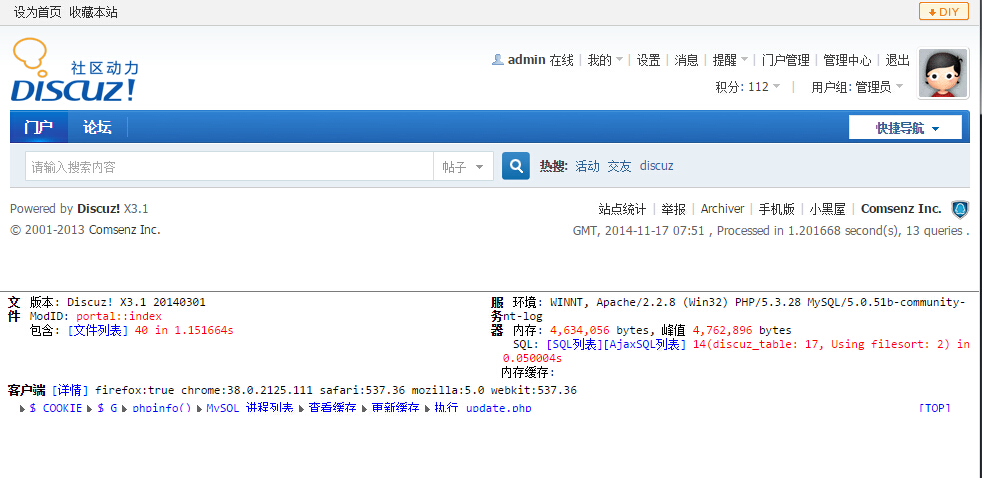 设为首页 收藏本站
DIY
社区动力
DISCUZ!
admin 在线 | 我的 | 设置 | 消息 | 提醒 | 门户管理 | 管理中心 | 退出
积分: 112 | 用户组: 管理员
门户 论坛 快捷导航
请输入搜索内容 帖子 热搜: 活动 交友 discuz
Powered by Discuz! X3.1 站点统计 | 举报 | Archiver | 手机版 | 小黑屋 | Comsenz Inc.
© 2001-2013 Comsenz Inc. GMT, 2014-11-17 07:51 , Processed in 1.201668 second(s), 13 queries .
文件
版本: Discuz! X3.1 20140301
ModID: portal::index
包含: [文件列表] 40 in 1.151664s
服务器
环境: WINNT, Apache/2.2.8 (Win32) PHP/5.3.28 MySQL/5.0.51b-community-
nt-log
内存: 4,634,056 bytes, 峰值 4,762,896 bytes
SQL: [SQL列表][AjaxSQL列表] 14(discuz_table: 17, Using filesort: 2) in
0.050004s
内存缓存:
客户端 [详情] firefox:true chrome:38.0.2125.111 safari:537.36 mozilla:5.0 webkit:537.36
$_COOKIE $_G phpinfo() MySQL 进程列表 查看缓存 更新缓存 执行 update.php [TOP]